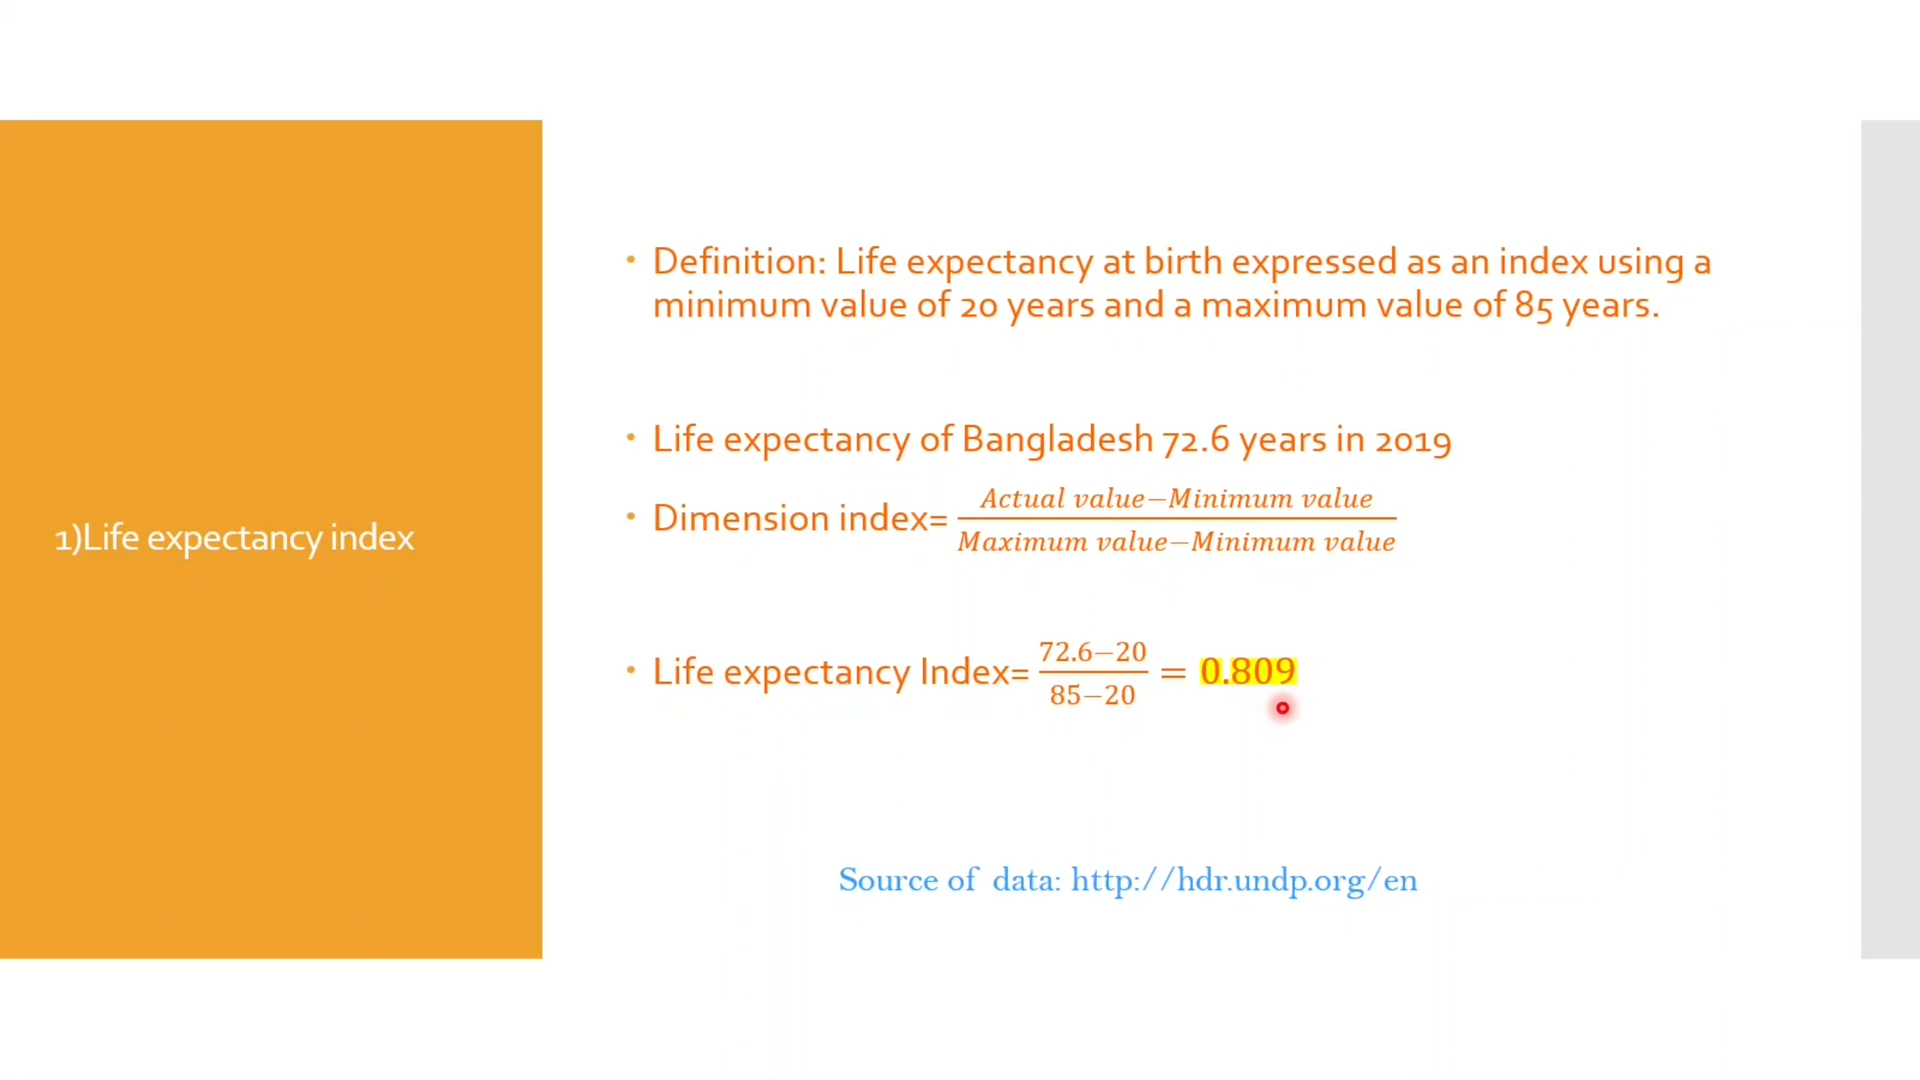 1)Life expectancy index
• Definition: Life expectancy at birth expressed as an index using a
minimum value of 20 years and a maximum value of 85 years.
• Life expectancy of Bangladesh 72.6 years in 2019
• Dimension index= Actual value−Minimum value / Maximum value−Minimum value
• Life expectancy Index= 72.6−20 / 85−20 = 0.809
Source of data: http://hdr.undp.org/en